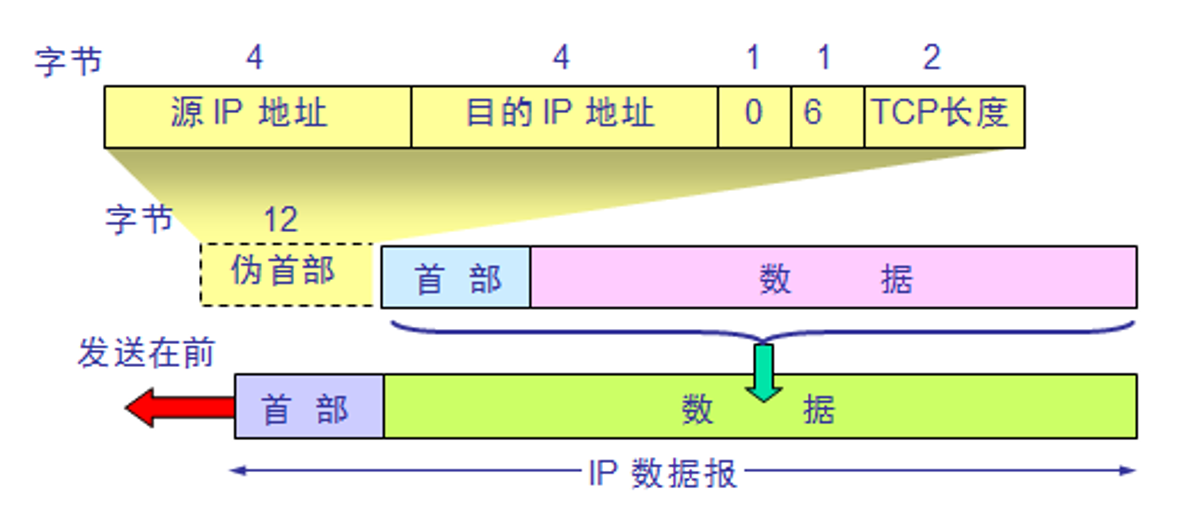 字节 4 4 1 1 2
源 IP 地址 目的 IP 地址 0 6 TCP长度
字节 12
伪首部 首 部 数 据
发送在前
首 部 数 据
IP 数据报